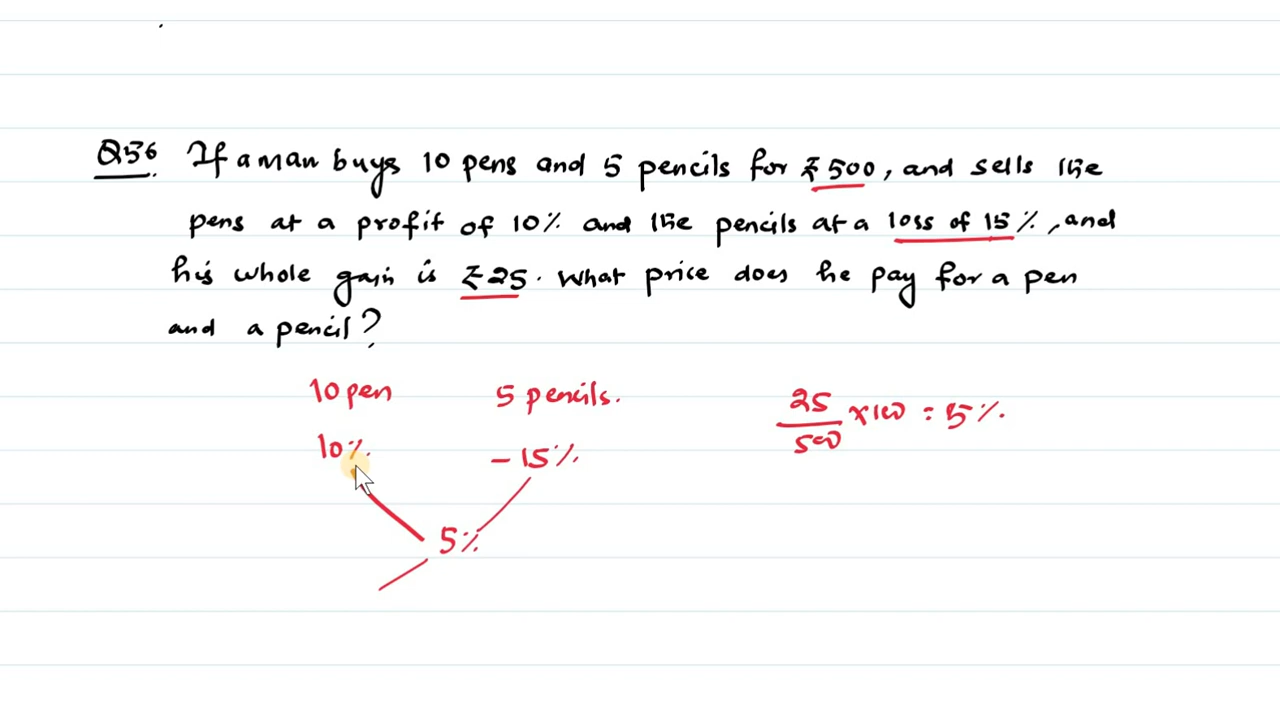 Q56 If a man buys 10 pens and 5 pencils for ₹500, and sells the
pens at a profit of 10% and the pencils at a loss of 15%, and
his whole gain is ₹25. What price does he pay for a pen
and a pencil?
10 pen 5 pencils. 25/500 × 100 = 5%.
10%. -15%
5%